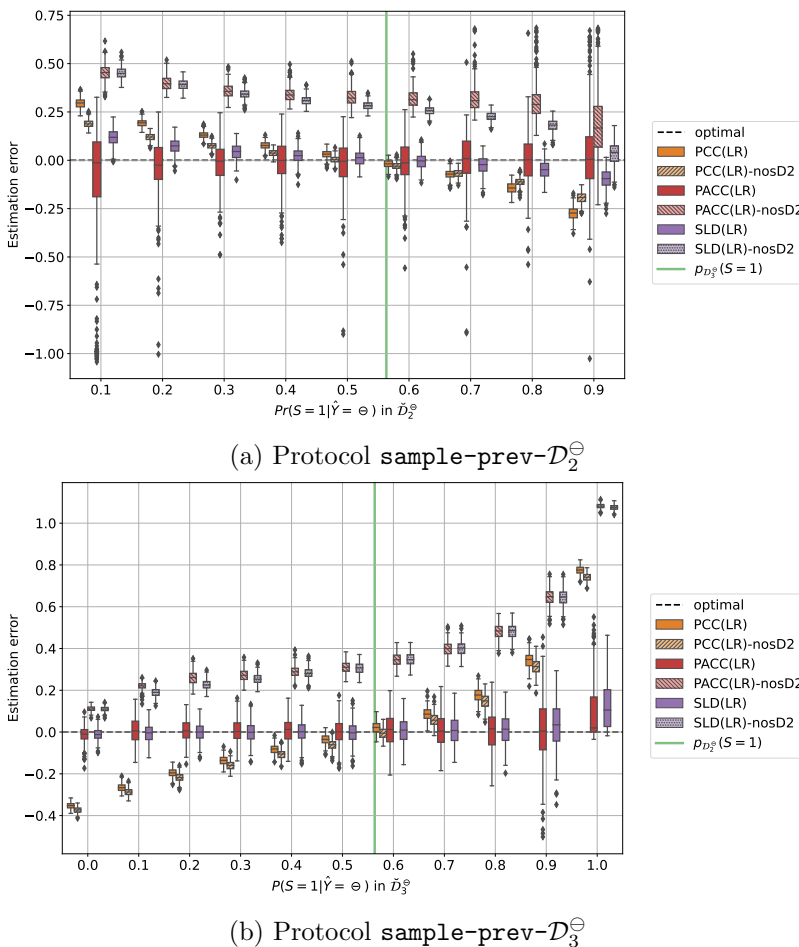 0.75
0.50
0.25
0.00
−0.25
−0.50
−0.75
−1.00
Estimation error
0.1 0.2 0.3 0.4 0.5 0.6 0.7 0.8 0.9
Pr(S = 1|Ŷ = ⊖) in 𝒟̆₂^⊖
optimal
PCC(LR)
PCC(LR)-nosD2
PACC(LR)
PACC(LR)-nosD2
SLD(LR)
SLD(LR)-nosD2
p_𝒟₃^⊖(S = 1)
(a) Protocol sample-prev-𝒟₂^⊖
1.0
0.8
0.6
0.4
0.2
0.0
−0.2
−0.4
Estimation error
0.0 0.1 0.2 0.3 0.4 0.5 0.6 0.7 0.8 0.9 1.0
P(S = 1|Ŷ = ⊖) in 𝒟̆₃^⊖
optimal
PCC(LR)
PCC(LR)-nosD2
PACC(LR)
PACC(LR)-nosD2
SLD(LR)
SLD(LR)-nosD2
p_𝒟₂^⊖(S = 1)
(b) Protocol sample-prev-𝒟₃^⊖